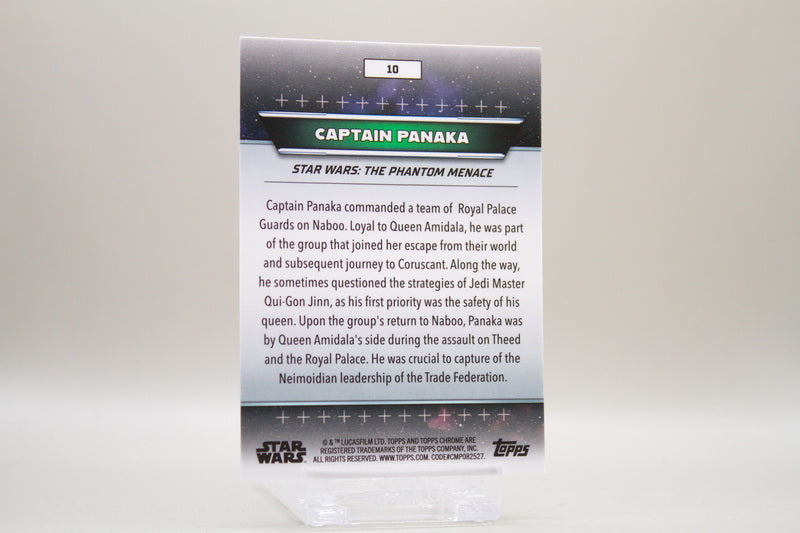 10
CAPTAIN PANAKA
STAR WARS: THE PHANTOM MENACE
Captain Panaka commanded a team of Royal Palace
Guards on Naboo. Loyal to Queen Amidala, he was part
of the group that joined her escape from their world
and subsequent journey to Coruscant. Along the way,
he sometimes questioned the strategies of Jedi Master
Qui-Gon Jinn, as his first priority was the safety of his
queen. Upon the group's return to Naboo, Panaka was
by Queen Amidala's side during the assault on Theed
and the Royal Palace. He was crucial to capture of the
Neimoidian leadership of the Trade Federation.
STAR
WARS
© & ™ LUCASFILM LTD. TOPPS AND TOPPS CHROME ARE
REGISTERED TRADEMARKS OF THE TOPPS COMPANY, INC.
ALL RIGHTS RESERVED. WWW.TOPPS.COM. CODE#CMP082527.
Topps